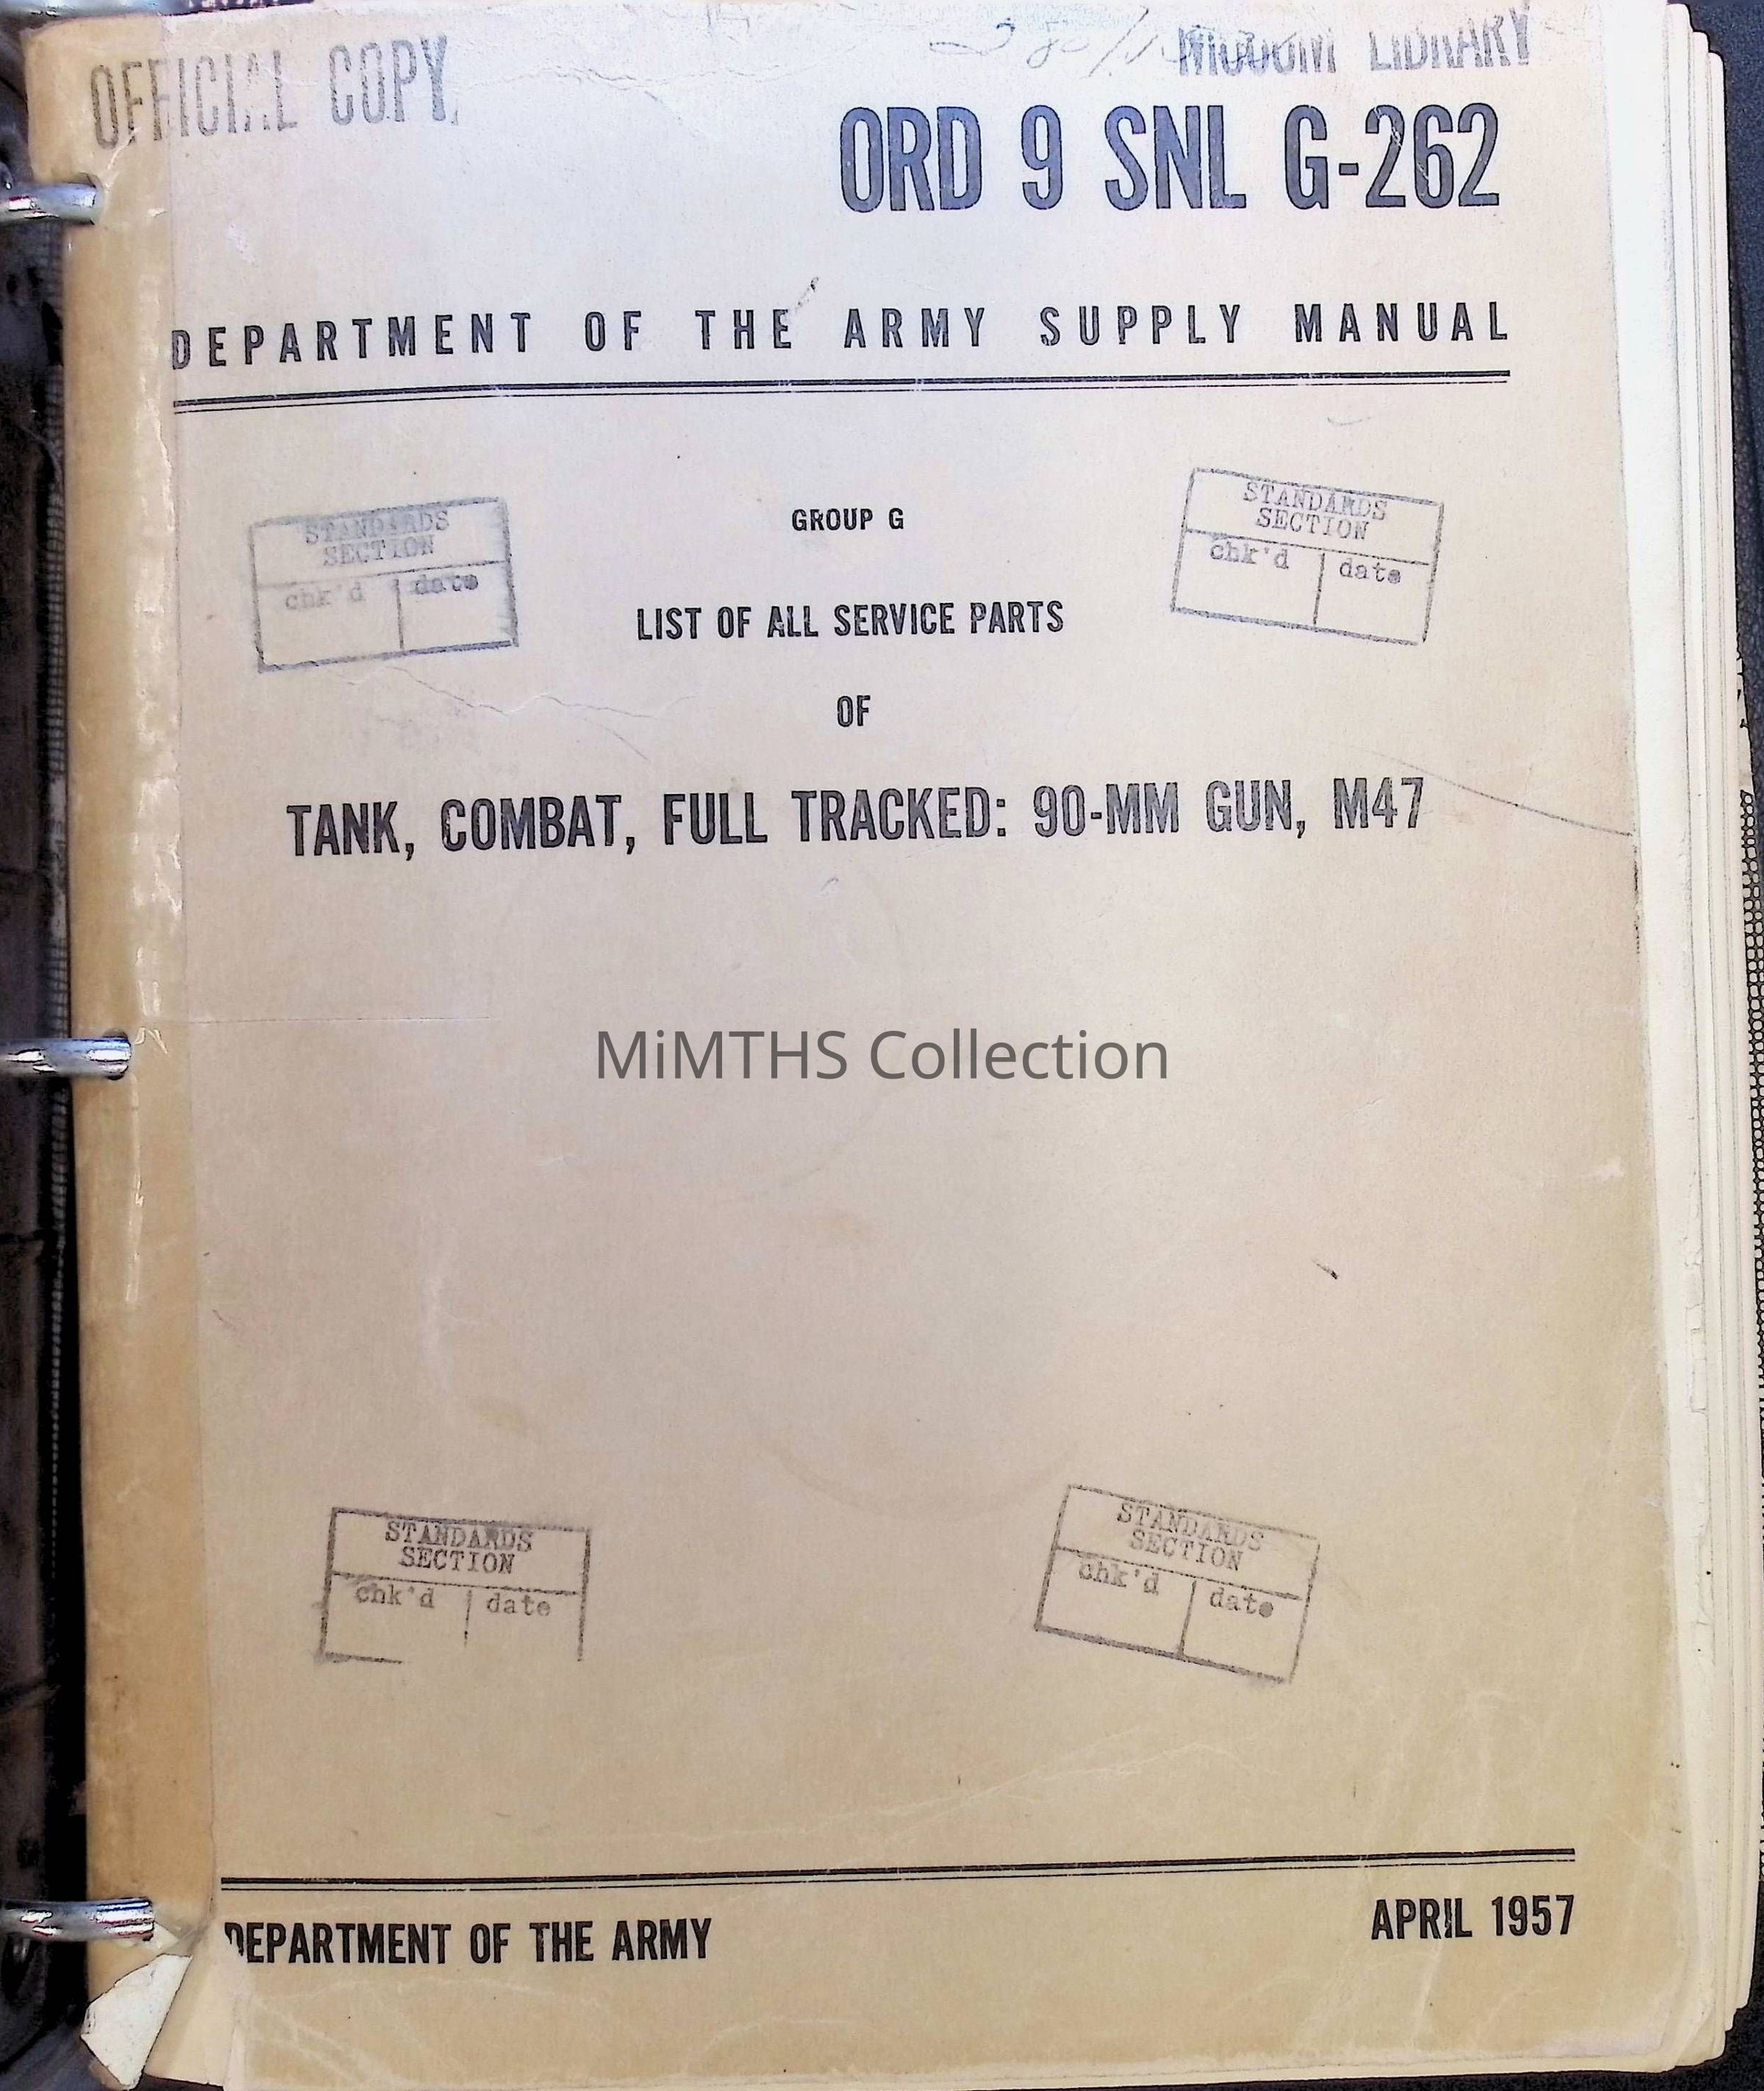 OFFICIAL COPY
LIBRARY
ORD 9 SNL G-262
DEPARTMENT OF THE ARMY SUPPLY MANUAL
STANDARDS
SECTION
chk'd date
GROUP G
STANDARDS
SECTION
chk'd date
LIST OF ALL SERVICE PARTS
OF
TANK, COMBAT, FULL TRACKED: 90-MM GUN, M47
MiMTHS Collection
STANDARDS
SECTION
chk'd date
STANDARDS
SECTION
chk'd date
DEPARTMENT OF THE ARMY
APRIL 1957